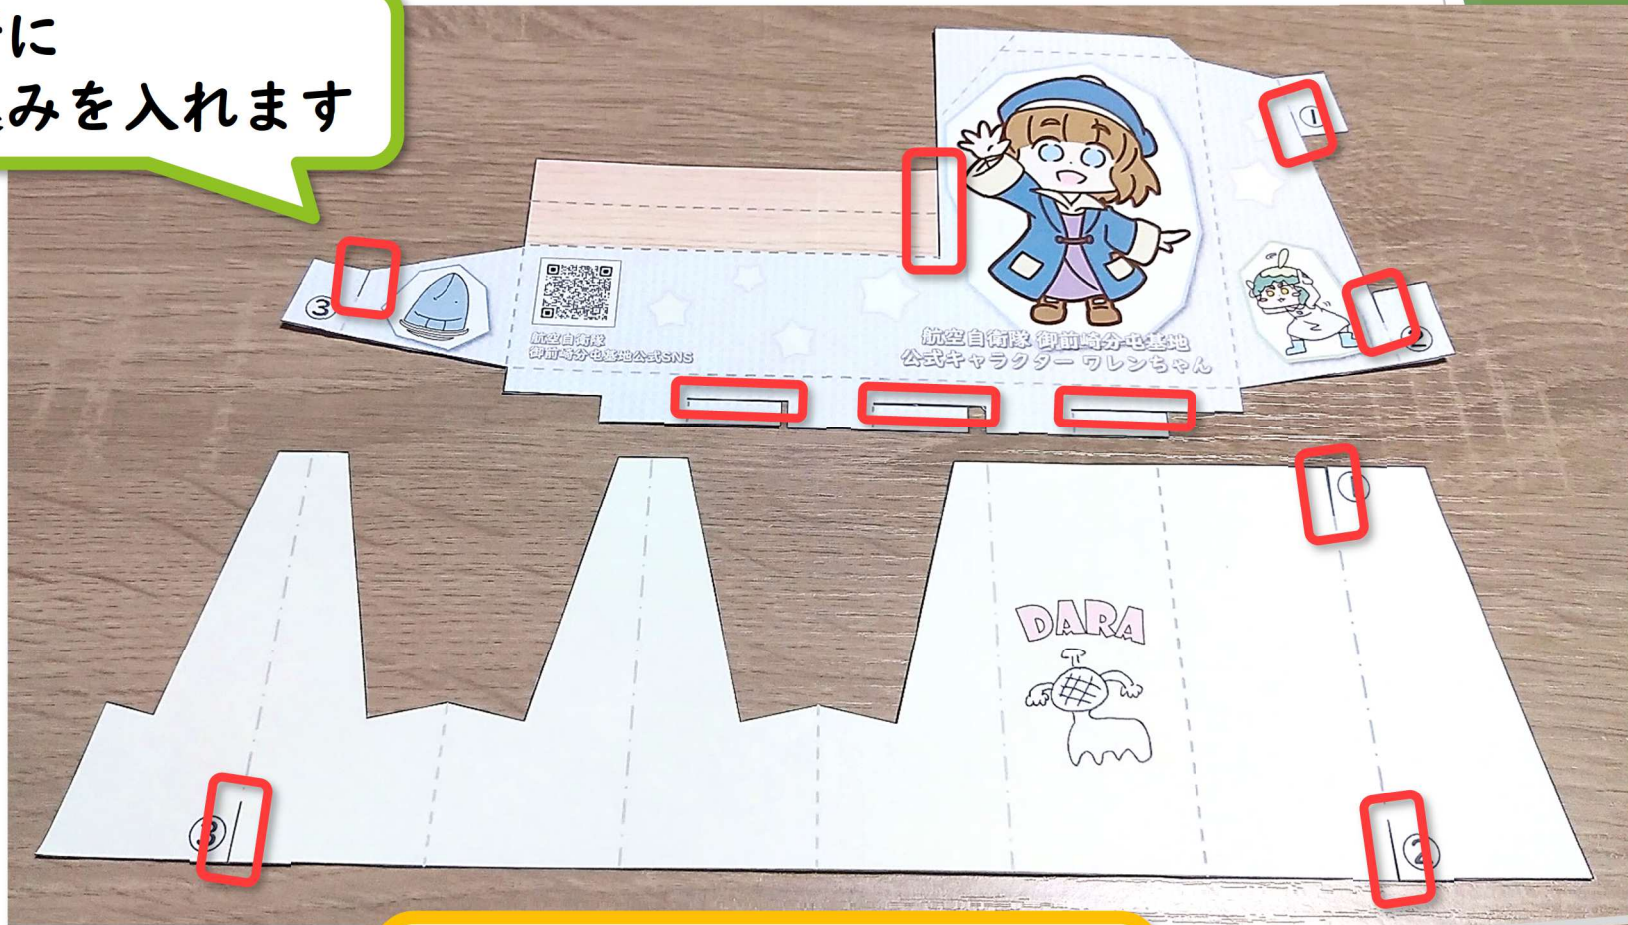 に
みを入れます
①
③
航空自衛隊
御前崎分屯基地公式SNS
航空自衛隊 御前崎分屯基地
公式キャラクター ワレンちゃん
②
①
DARA
③
②